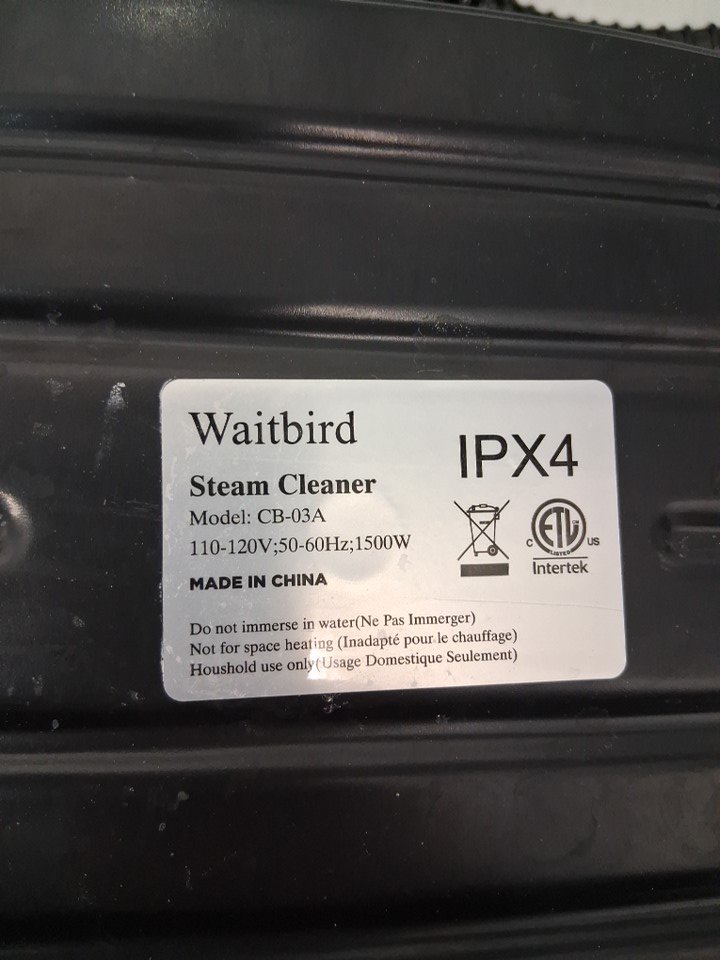 Waitbird
IPX4
Steam Cleaner
Model: CB-03A
110-120V;50-60Hz;1500W
MADE IN CHINA
C ETL US
LISTED
Intertek
Do not immerse in water(Ne Pas Immerger)
Not for space heating (Inadapté pour le chauffage)
Houshold use only(Usage Domestique Seulement)